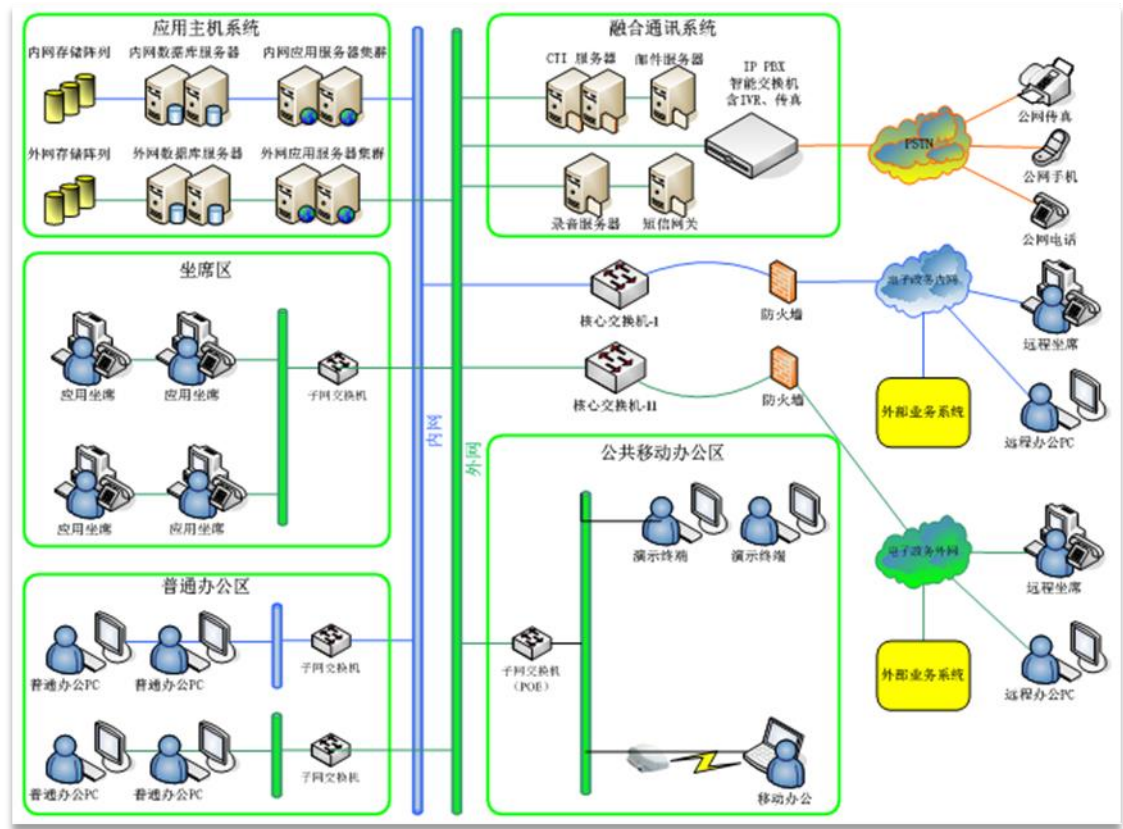 应用主机系统
内网存储阵列
内网数据库服务器
内网应用服务器集群
外网存储阵列
外网数据库服务器
外网应用服务器集群
融合通讯系统
CTI 服务器
邮件服务器
IP PBX
智能交换机
含IVR、传真
录音服务器
短信网关
PSTN
公网传真
公网手机
公网电话
坐席区
应用坐席
应用坐席
子网交换机
应用坐席
应用坐席
内网
外网
核心交换机-I
防火墙
电子政务内网
远程坐席
核心交换机-II
防火墙
外部业务系统
远程办公PC
公共移动办公区
演示终端
演示终端
子网交换机
(POE)
移动办公
电子政务外网
远程坐席
外部业务系统
远程办公PC
普通办公区
普通办公PC
普通办公PC
子网交换机
普通办公PC
普通办公PC
子网交换机